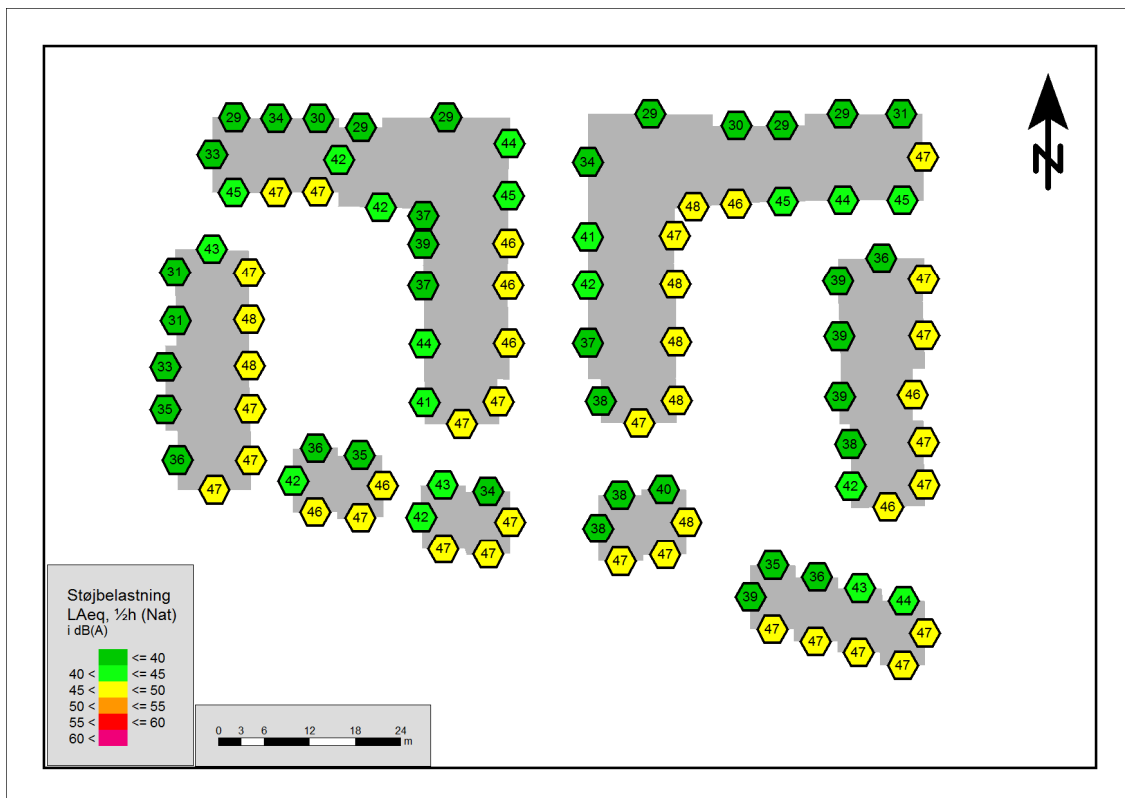 29 34 30 29 29 29 30 29 29 31
33 42 44 34 47
45 47 47 42 37 45 48 46 45 44 45
43 39 46 41 47 36
31 47 37 46 42 48 39 47
31 48 44 46 37 48 39 47
33 48 41 47 38 48 39 46
35 47 47 47 38 47
36 47 36 35 42 47
47 42 46 43 34 38 40 46
46 47 42 47 38 48
47 47 47 47
35 36 43 44
39 47
47 47 47 47
N
Støjbelastning
LAeq, ½h (Nat)
i dB(A)
<= 40
40 < <= 45
45 < <= 50
50 < <= 55
55 < <= 60
60 <
0 3 6 12 18 24
m